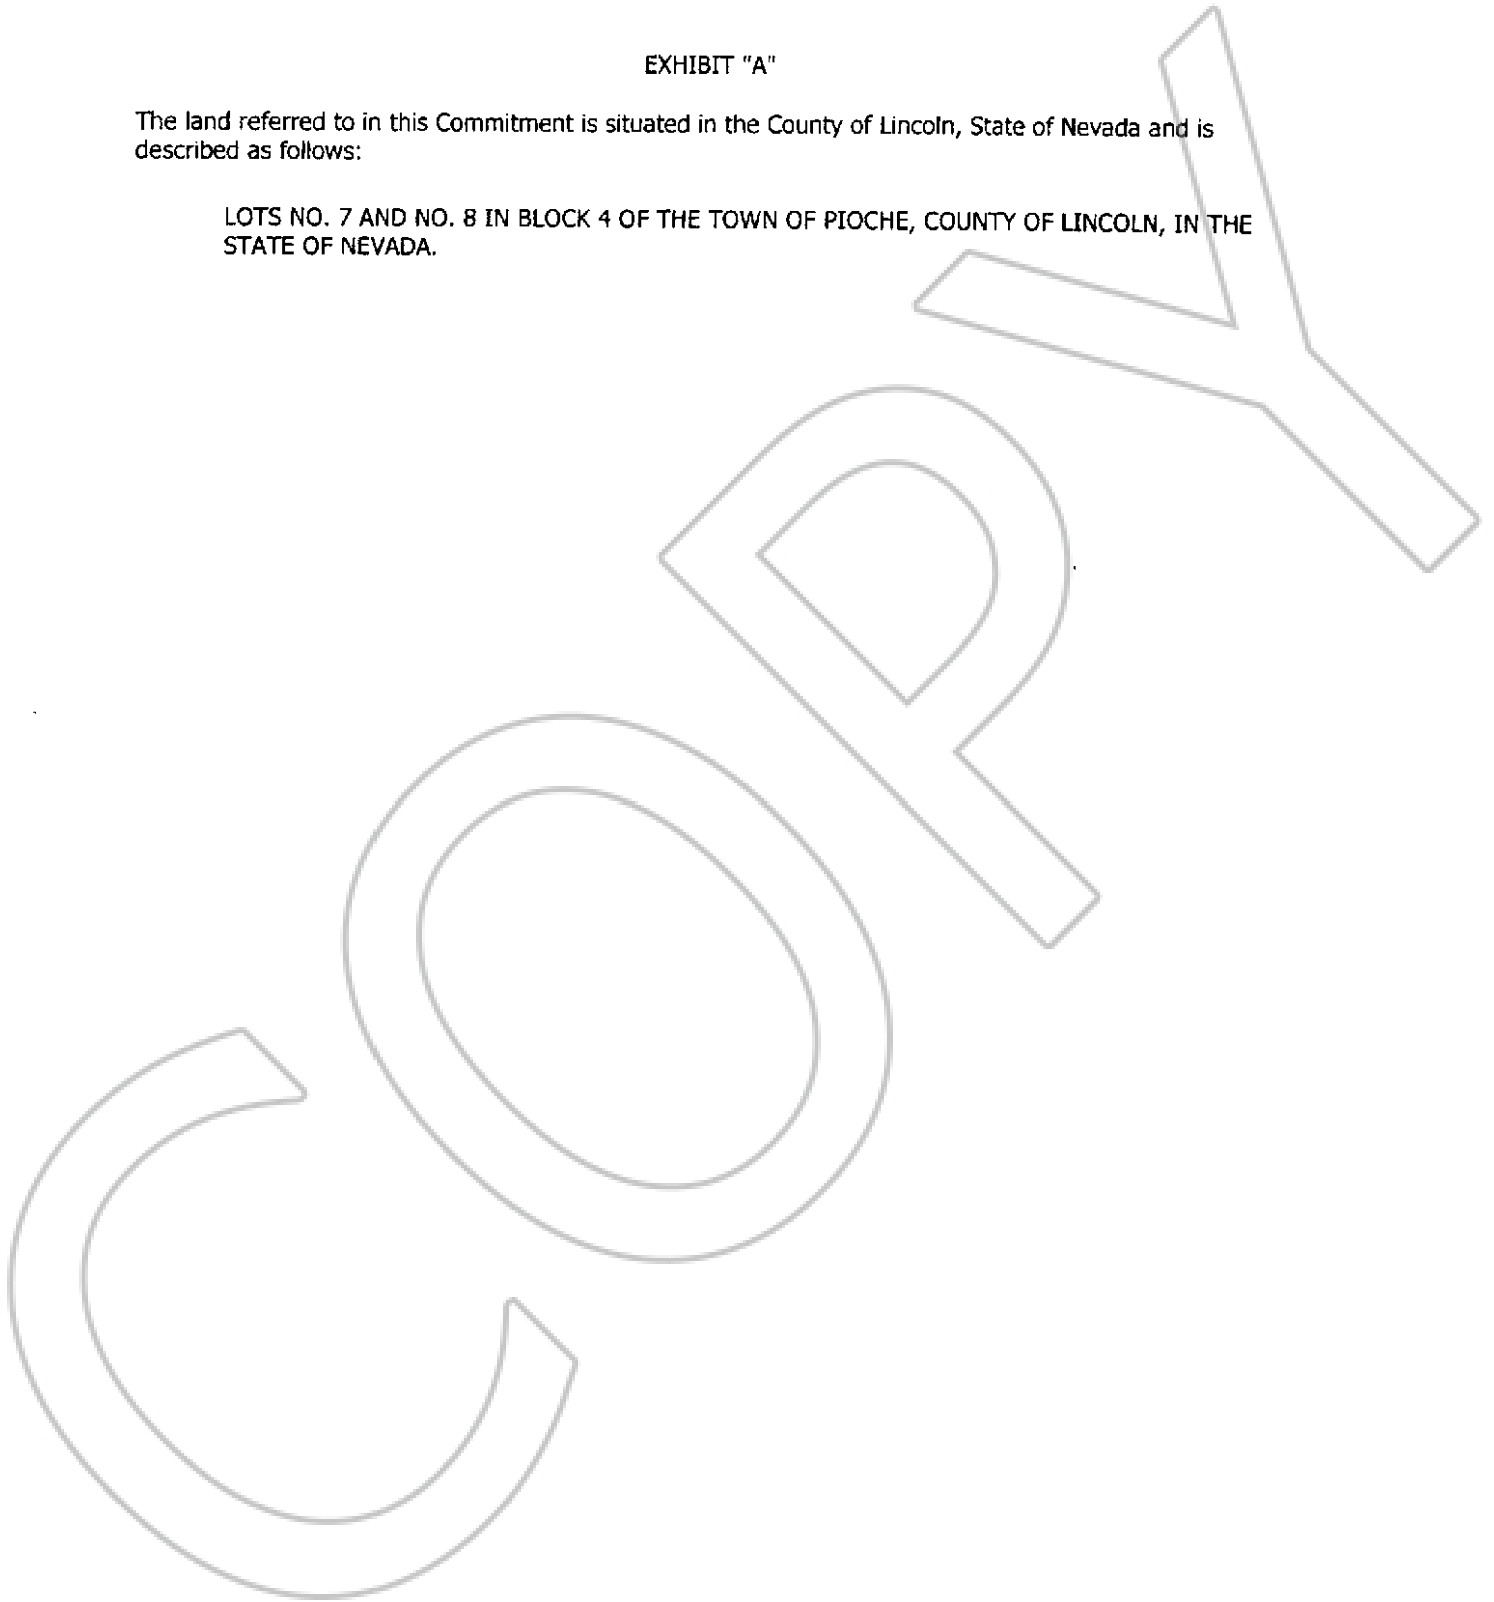 EXHIBIT "A"
The land referred to in this Commitment is situated in the County of Lincoln, State of Nevada and is
described as follows:
LOTS NO. 7 AND NO. 8 IN BLOCK 4 OF THE TOWN OF PIOCHE, COUNTY OF LINCOLN, IN THE
STATE OF NEVADA.
COPY